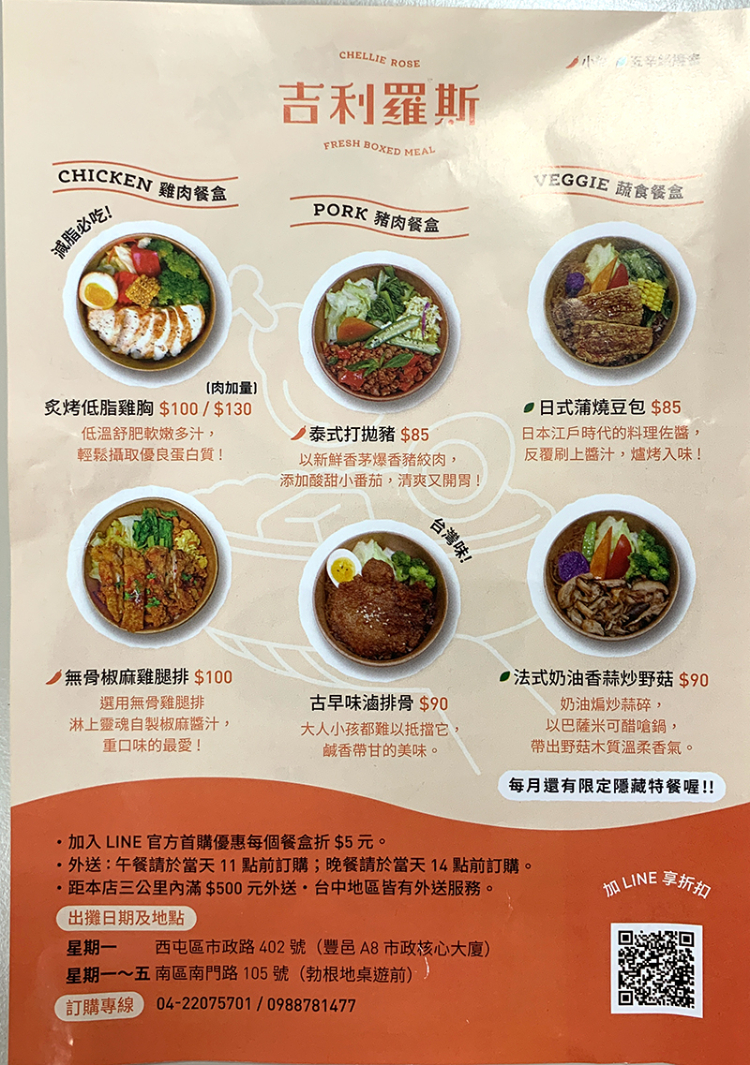 CHELLIE ROSE
吉利羅斯
FRESH BOXED MEAL
CHICKEN 雞肉餐盒
減脂必吃!
(肉加量)
炙烤低脂雞胸 $100 / $130
低溫舒肥軟嫩多汁，
輕鬆攝取優良蛋白質！
無骨椒麻雞腿排 $100
選用無骨雞腿排
淋上靈魂自製椒麻醬汁，
重口味的最愛！
PORK 豬肉餐盒
泰式打拋豬 $85
以新鮮香茅爆香豬絞肉，
添加酸甜小番茄，清爽又開胃！
台灣味!
古早味滷排骨 $90
大人小孩都難以抵擋它，
鹹香帶甘的美味。
VEGGIE 蔬食餐盒
日式蒲燒豆包 $85
日本江戶時代的料理佐醬，
反覆刷上醬汁，爐烤入味！
法式奶油香蒜炒野菇 $90
奶油煸炒蒜碎，
以巴薩米可醋嗆鍋，
帶出野菇木質溫柔香氣。
每月還有限定隱藏特餐喔!!
・加入 LINE 官方首購優惠每個餐盒折 $5 元。
・外送：午餐請於當天 11 點前訂購；晚餐請於當天 14 點前訂購。
・距本店三公里內滿 $500 元外送・台中地區皆有外送服務。
加 LINE 享折扣
出攤日期及地點
星期一 西屯區市政路 402 號（豐邑 A8 市政核心大廈）
星期一～五 南區南門路 105 號（勃根地桌遊前）
訂購專線 04-22075701 / 0988781477